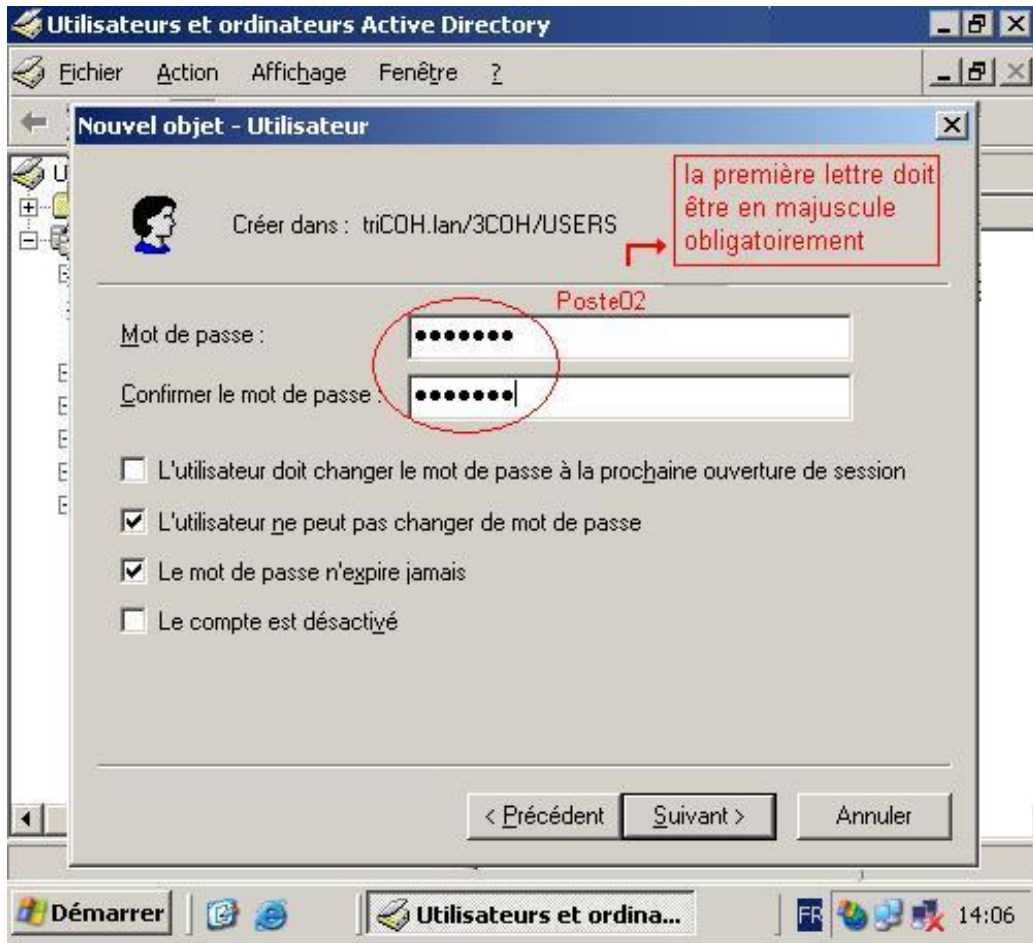 Utilisateurs et ordinateurs Active Directory
Fichier Action Affichage Fenêtre ?
Nouvel objet - Utilisateur
la première lettre doit
être en majuscule
obligatoirement
Créer dans : triCOH.lan/3COH/USERS
Poste02
Mot de passe :
Confirmer le mot de passe :
L'utilisateur doit changer le mot de passe à la prochaine ouverture de session
L'utilisateur ne peut pas changer de mot de passe
Le mot de passe n'expire jamais
Le compte est désactivé
< Précédent Suivant > Annuler
Démarrer Utilisateurs et ordina... FR 14:06